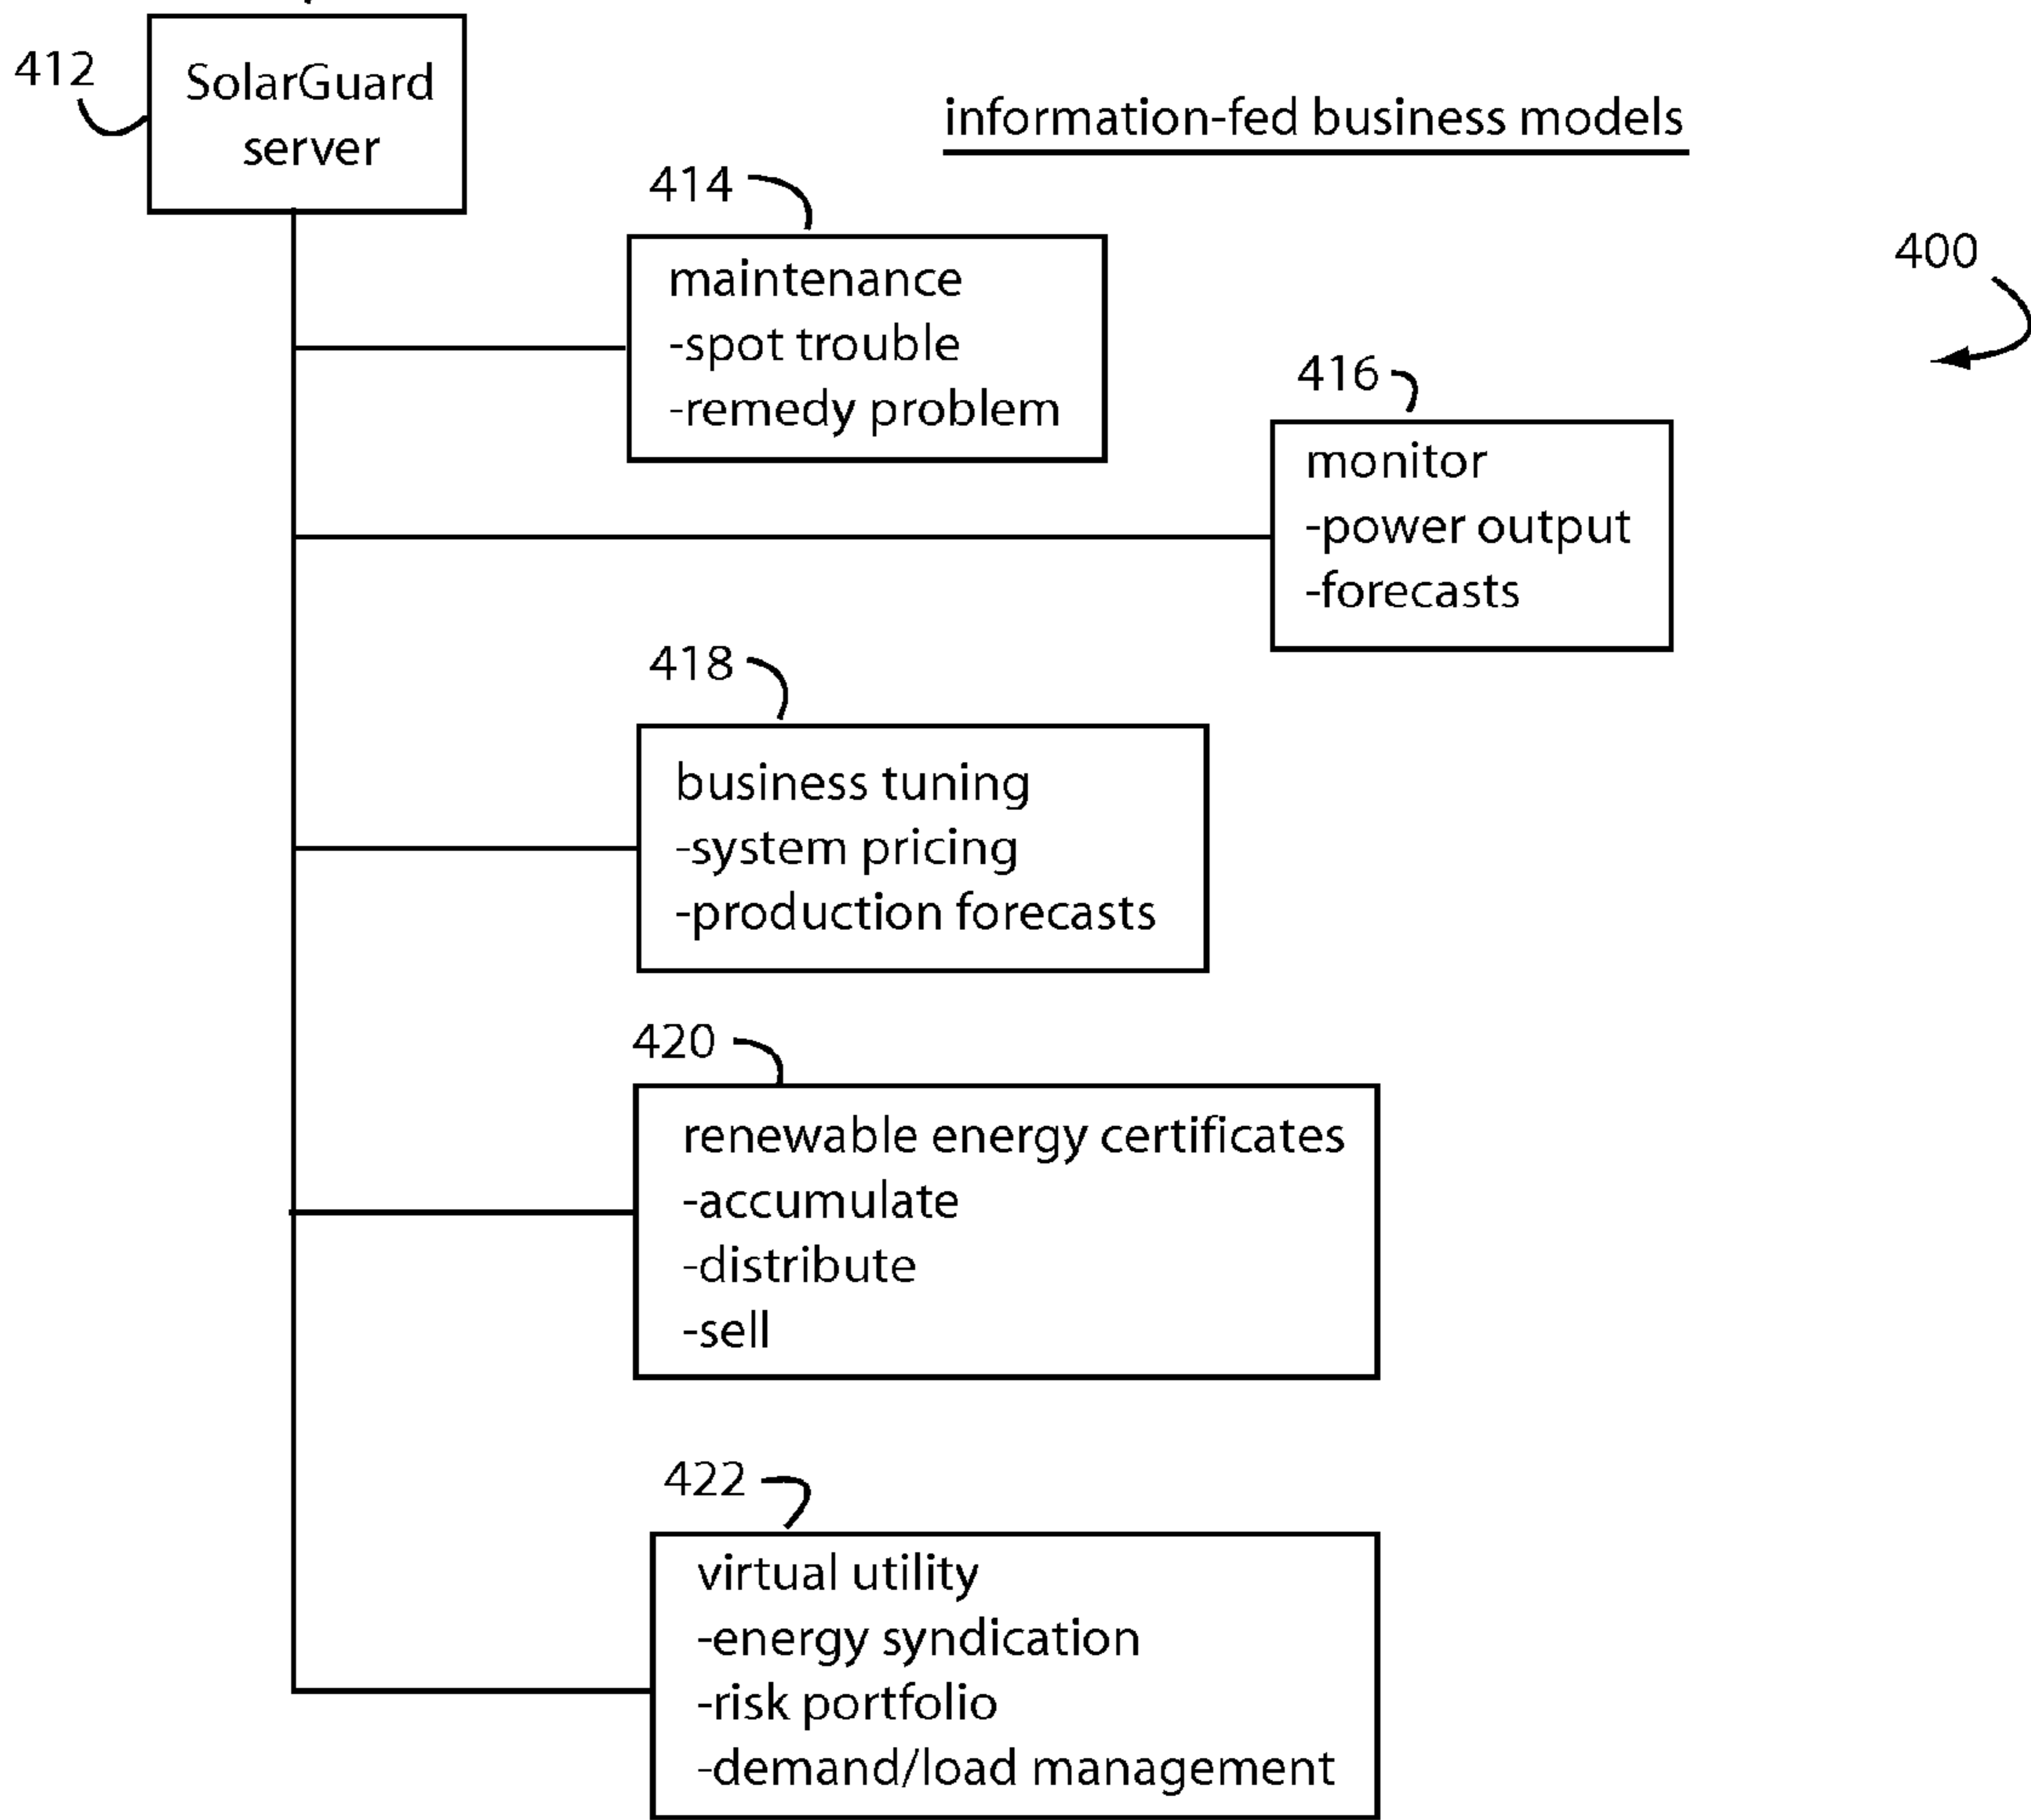 412
SolarGuard
server
information-fed business models
414
maintenance
-spot trouble
-remedy problem
400
416
monitor
-power output
-forecasts
418
business tuning
-system pricing
-production forecasts
420
renewable energy certificates
-accumulate
-distribute
-sell
422
virtual utility
-energy syndication
-risk portfolio
-demand/load management